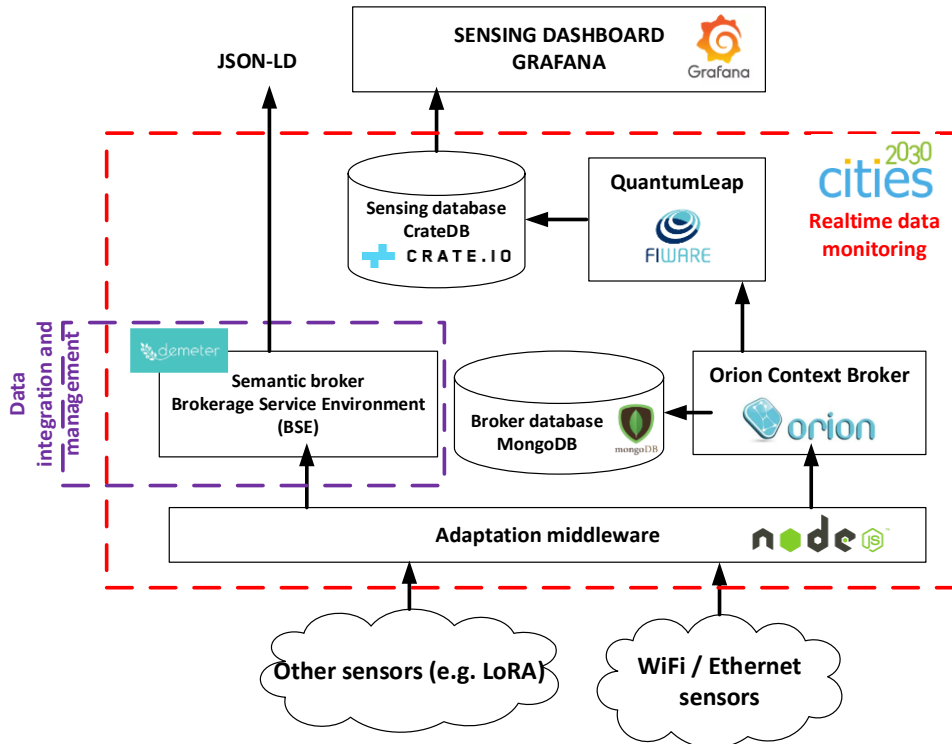 SENSING DASHBOARD
GRAFANA
Grafana
JSON-LD
2030
cities
Realtime data
monitoring
QuantumLeap
FIWARE
Sensing database
CrateDB
CRATE.IO
Data
integration and
management
demeter
Semantic broker
Brokerage Service Environment
(BSE)
Broker database
MongoDB
mongoDB
Orion Context Broker
orion
Adaptation middleware
node
JS
Other sensors (e.g. LoRA)
WiFi / Ethernet
sensors